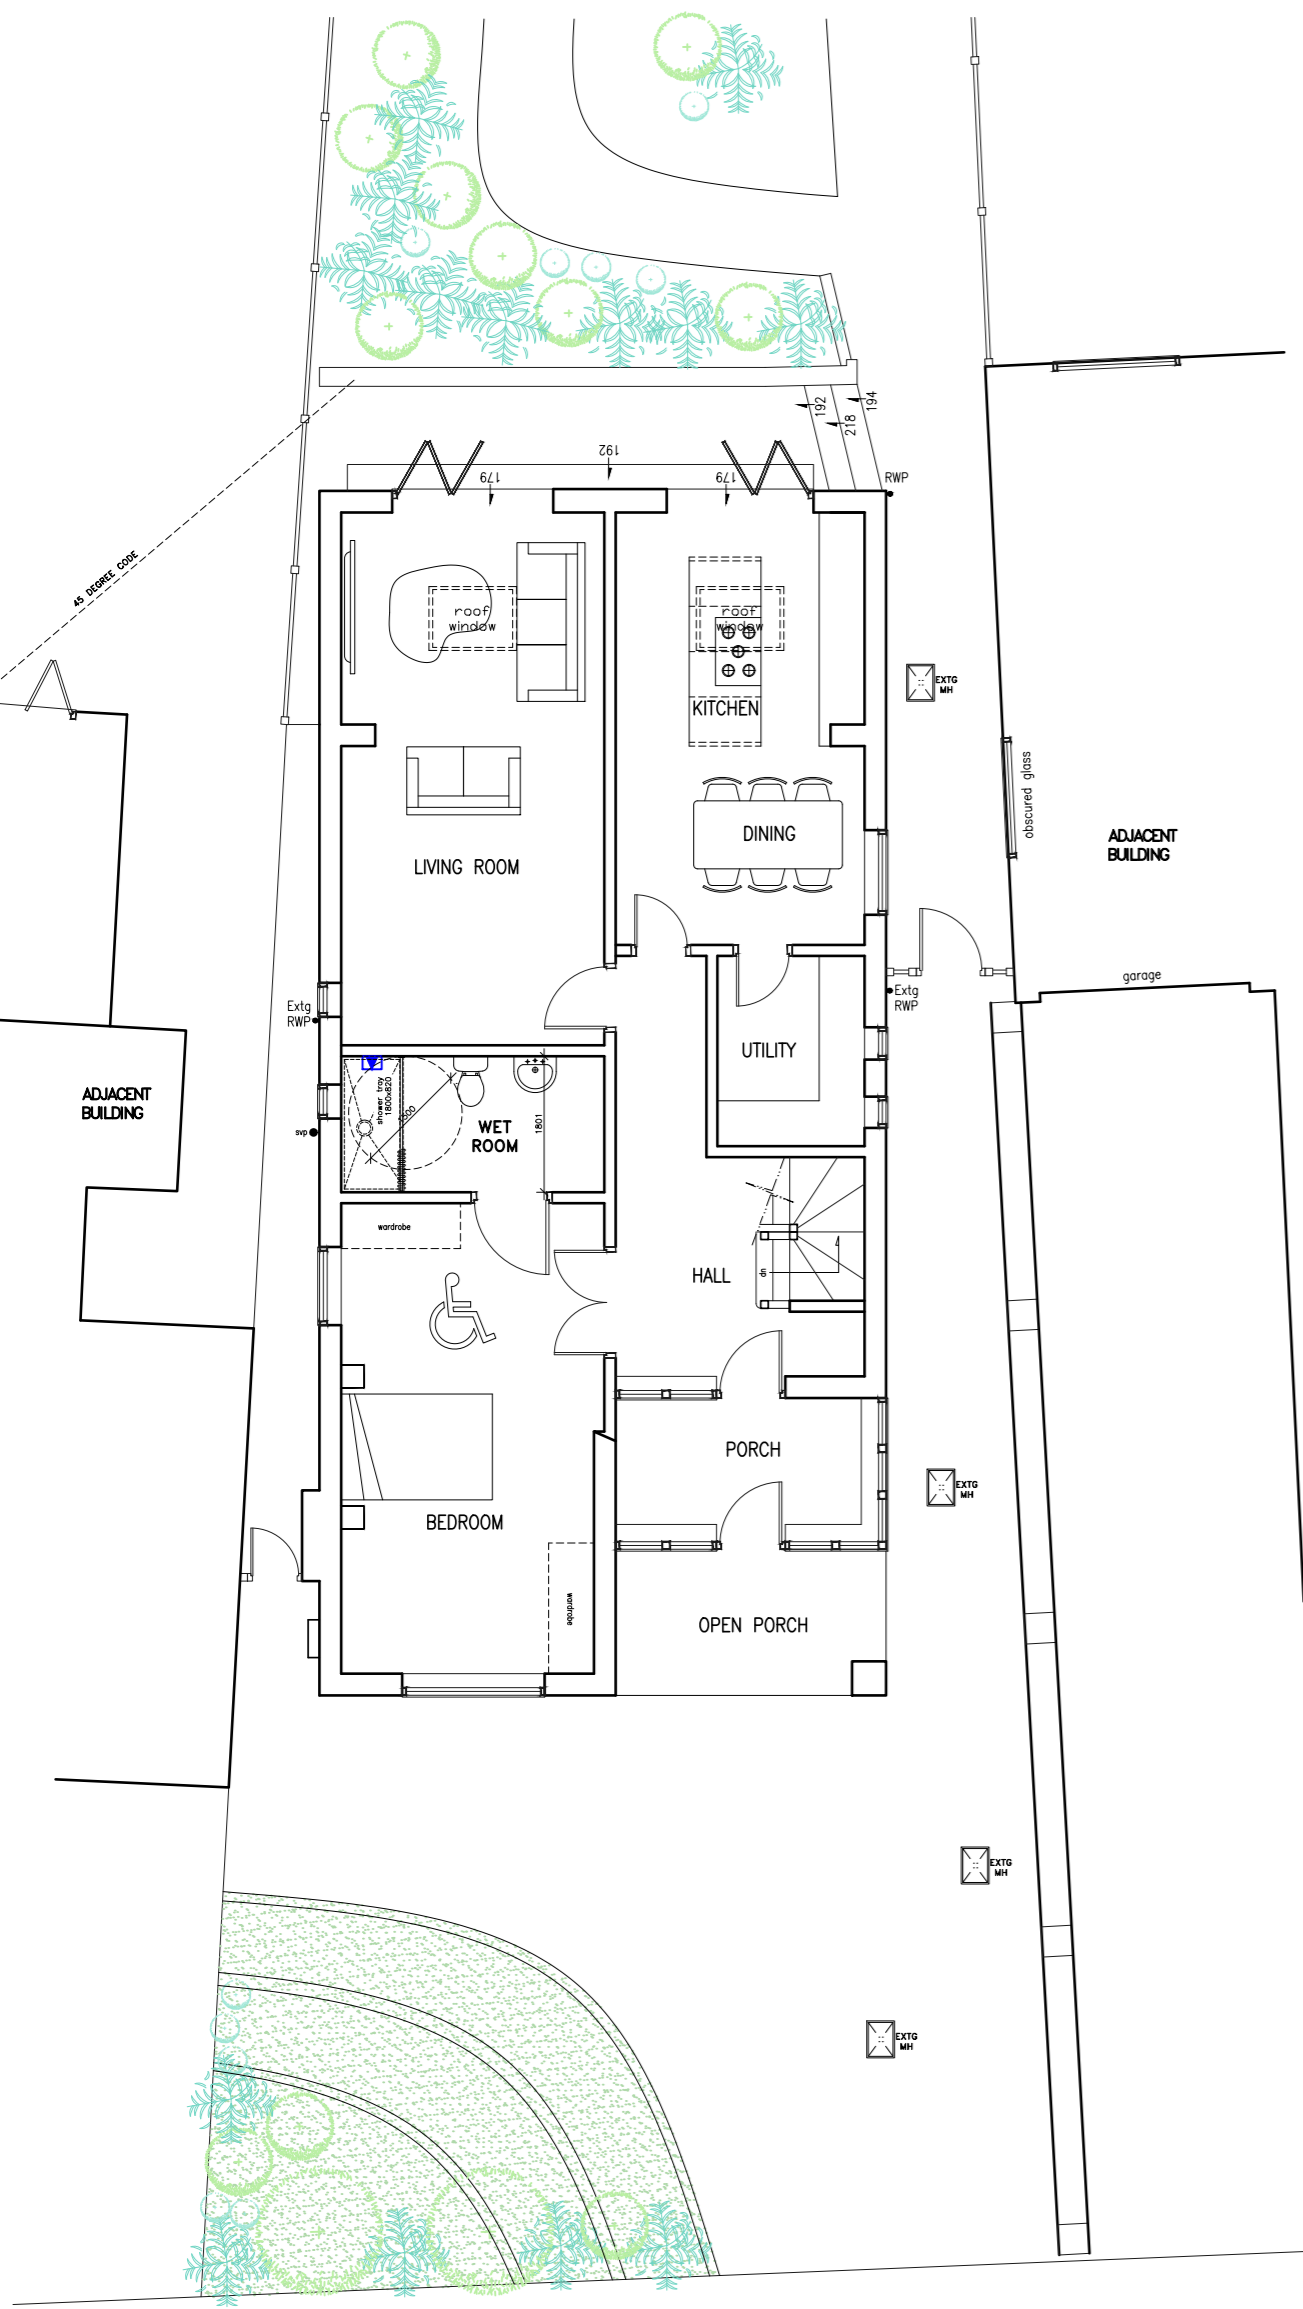 192
218
194
192
179
179
RWP
45 DEGREE CODE
roof
window
roof
window
EXTG
MH
KITCHEN
obscured glass
DINING
ADJACENT
BUILDING
LIVING ROOM
garage
Extg
RWP
Extg
RWP
UTILITY
ADJACENT
BUILDING
shower tray
1800x820
1500
svp
WET
ROOM
1801
wardrobe
HALL
dn
PORCH
EXTG
MH
BEDROOM
wardrobe
OPEN PORCH
EXTG
MH
EXTG
MH